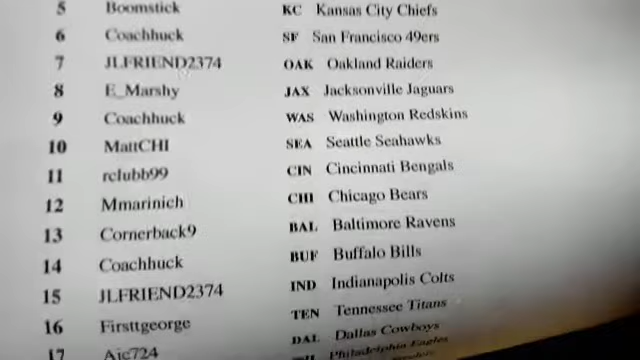 5 Boomstick KC Kansas City Chiefs
6 Coachhuck SF San Francisco 49ers
7 JLFRIEND2374 OAK Oakland Raiders
8 E_Marshy JAX Jacksonville Jaguars
9 Coachhuck WAS Washington Redskins
10 MattCHI SEA Seattle Seahawks
11 rclubb99 CIN Cincinnati Bengals
12 Mmarinich CHI Chicago Bears
13 Cornerback9 BAL Baltimore Ravens
14 Coachhuck BUF Buffalo Bills
15 JLFRIEND2374 IND Indianapolis Colts
16 Firsttgeorge TEN Tennessee Titans
17 Ajc724 DAL Dallas Cowboys
Philadelphia Eagles